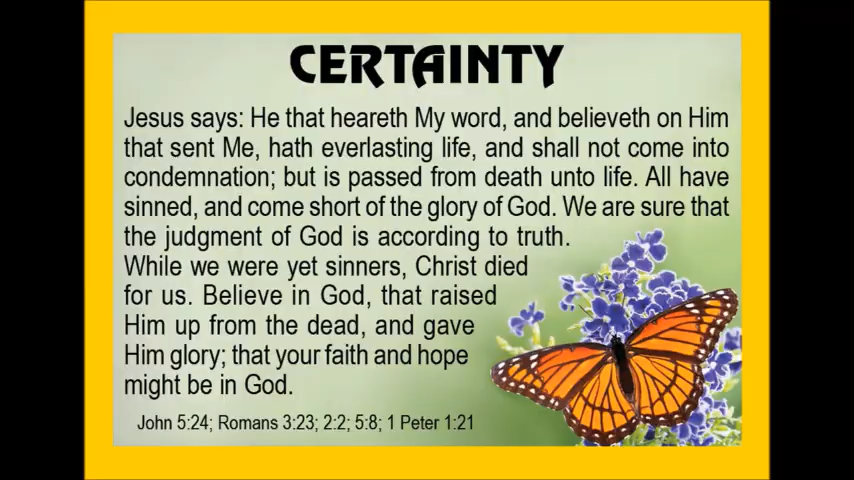 CERTAINTY
Jesus says: He that heareth My word, and believeth on Him
that sent Me, hath everlasting life, and shall not come into
condemnation; but is passed from death unto life. All have
sinned, and come short of the glory of God. We are sure that
the judgment of God is according to truth.
While we were yet sinners, Christ died
for us. Believe in God, that raised
Him up from the dead, and gave
Him glory; that your faith and hope
might be in God.
John 5:24; Romans 3:23; 2:2; 5:8; 1 Peter 1:21